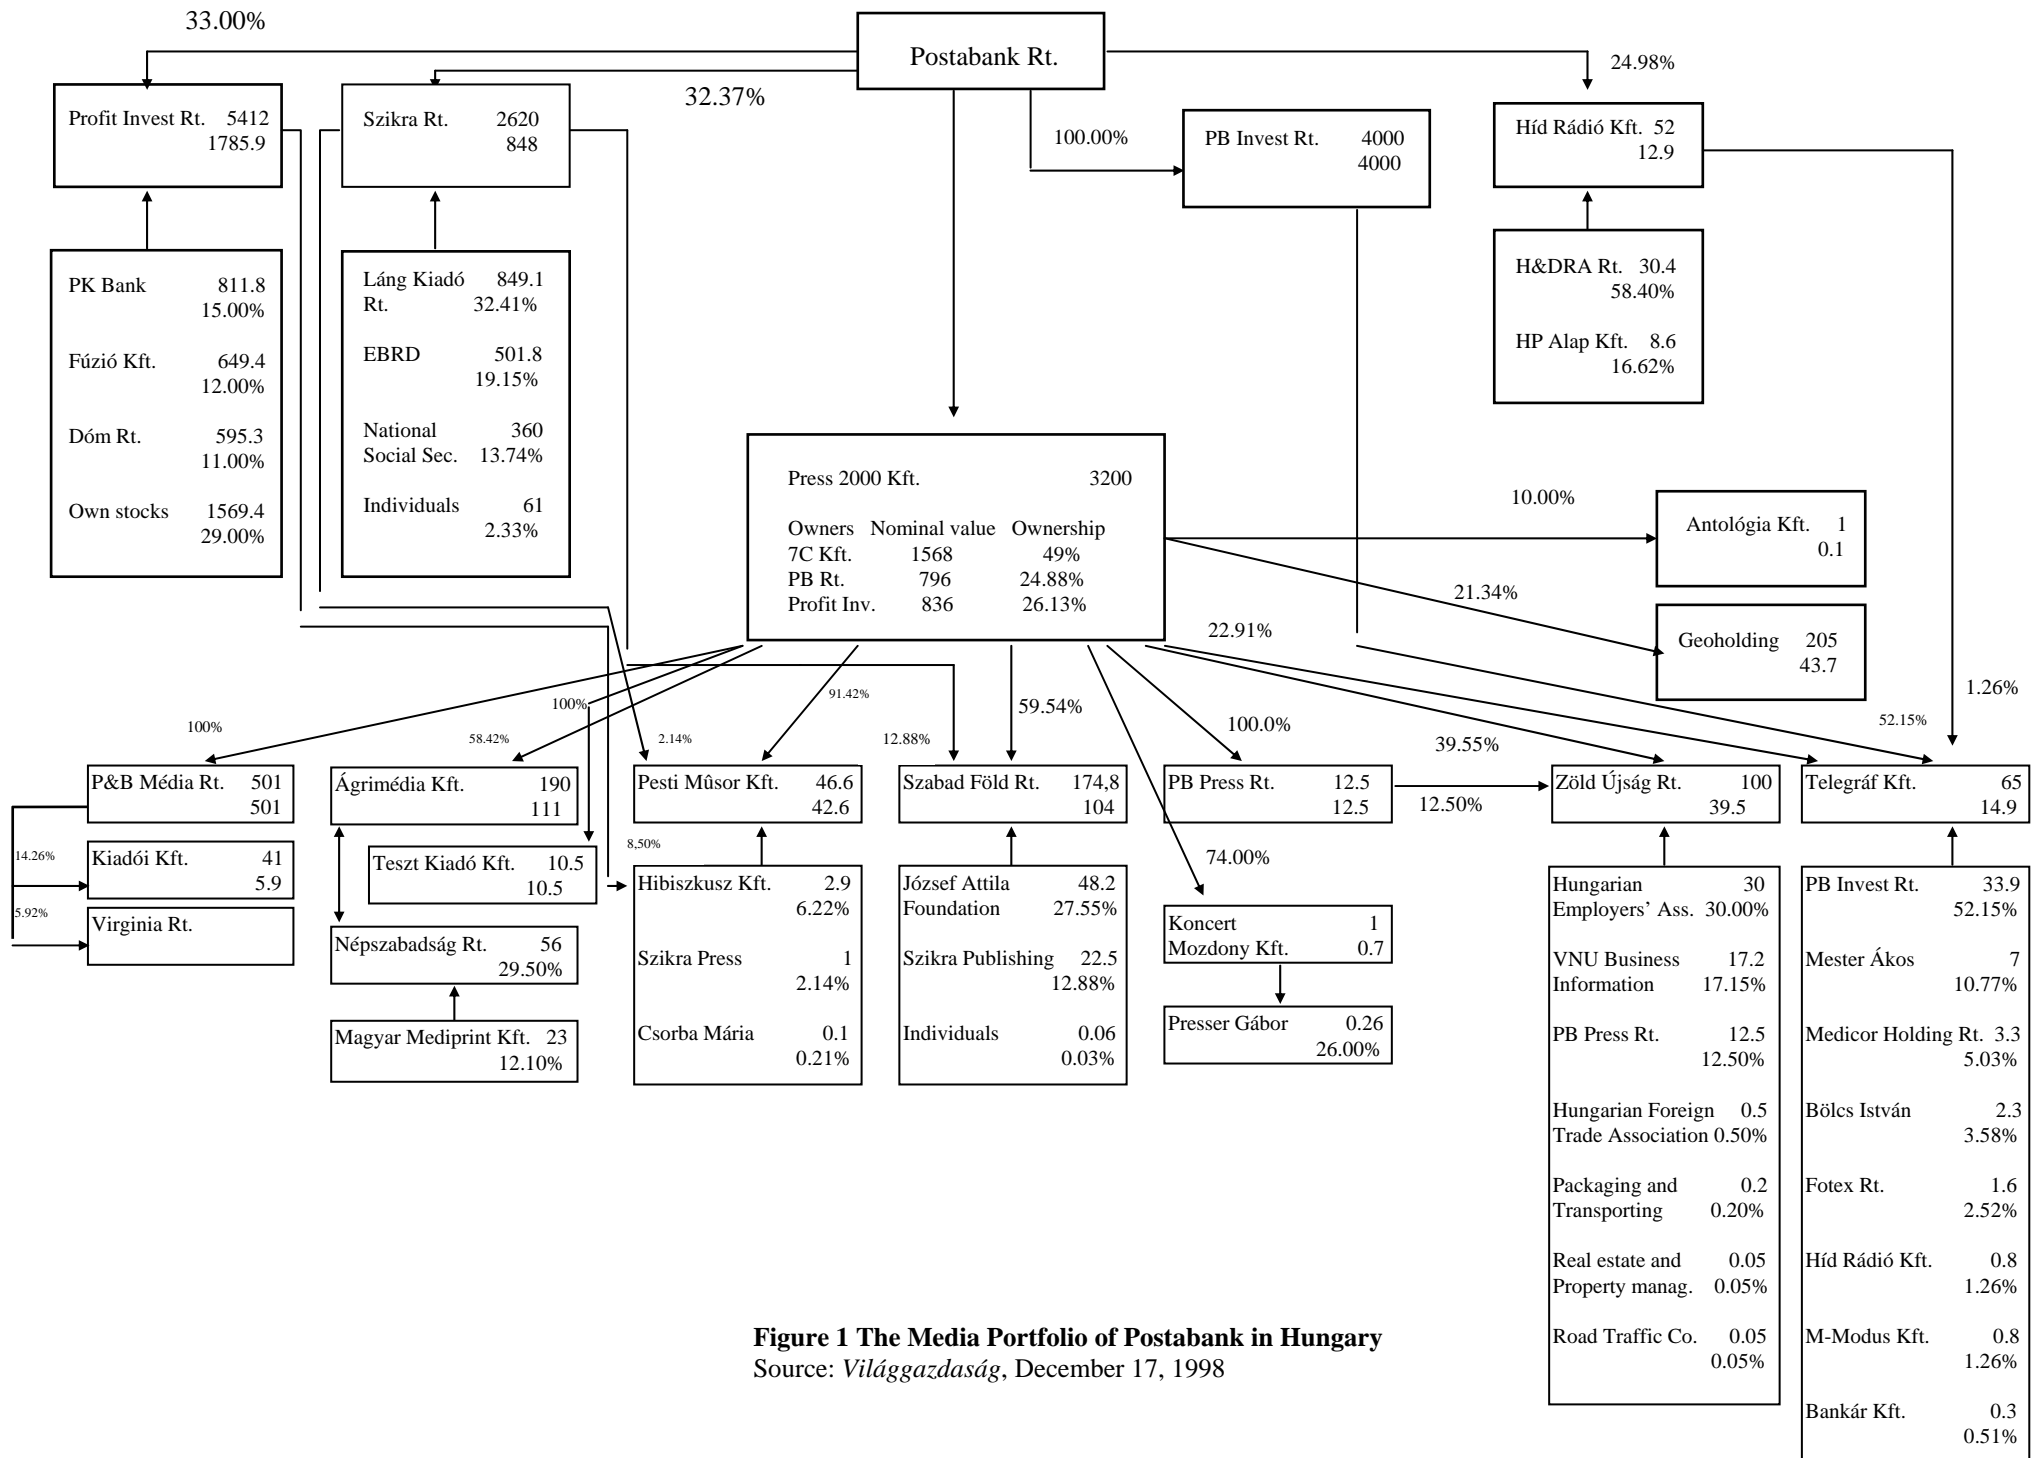 33.00%
Postabank Rt.
24.98%
32.37%
Profit Invest Rt. 5412
1785.9
Szikra Rt. 2620
848
100.00%
PB Invest Rt. 4000
4000
Híd Rádió Kft. 52
12.9
PK Bank 811.8
15.00%
Fúzió Kft. 649.4
12.00%
Dóm Rt. 595.3
11.00%
Own stocks 1569.4
29.00%
Láng Kiadó 849.1
Rt. 32.41%
EBRD 501.8
19.15%
National 360
Social Sec. 13.74%
Individuals 61
2.33%
H&DRA Rt. 30.4
58.40%
HP Alap Kft. 8.6
16.62%
Press 2000 Kft. 3200
Owners Nominal value Ownership
7C Kft. 1568 49%
PB Rt. 796 24.88%
Profit Inv. 836 26.13%
10.00%
Antológia Kft. 1
0.1
21.34%
Geoholding 205
43.7
22.91%
1.26%
52.15%
100%
100%
58.42%
2.14%
91.42%
12.88%
59.54%
100.0%
39.55%
P&B Média Rt. 501
501
Ágrimédia Kft. 190
111
Pesti Mûsor Kft. 46.6
42.6
Szabad Föld Rt. 174,8
104
PB Press Rt. 12.5
12.5
12.50%
Zöld Újság Rt. 100
39.5
Telegráf Kft. 65
14.9
14.26%
Kiadói Kft. 41
5.9
5.92%
Virginia Rt.
Teszt Kiadó Kft. 10.5
10.5
8,50%
Népszabadság Rt. 56
29.50%
Magyar Mediprint Kft. 23
12.10%
Hibiszkusz Kft. 2.9
6.22%
Szikra Press 1
2.14%
Csorba Mária 0.1
0.21%
József Attila 48.2
Foundation 27.55%
Szikra Publishing 22.5
12.88%
Individuals 0.06
0.03%
74.00%
Koncert 1
Mozdony Kft. 0.7
Presser Gábor 0.26
26.00%
Hungarian 30
Employers’ Ass. 30.00%
VNU Business 17.2
Information 17.15%
PB Press Rt. 12.5
12.50%
Hungarian Foreign 0.5
Trade Association 0.50%
Packaging and 0.2
Transporting 0.20%
Real estate and 0.05
Property manag. 0.05%
Road Traffic Co. 0.05
0.05%
PB Invest Rt. 33.9
52.15%
Mester Ákos 7
10.77%
Medicor Holding Rt. 3.3
5.03%
Bölcs István 2.3
3.58%
Fotex Rt. 1.6
2.52%
Híd Rádió Kft. 0.8
1.26%
M-Modus Kft. 0.8
1.26%
Bankár Kft. 0.3
0.51%
Figure 1 The Media Portfolio of Postabank in Hungary
Source: Világgazdaság, December 17, 1998